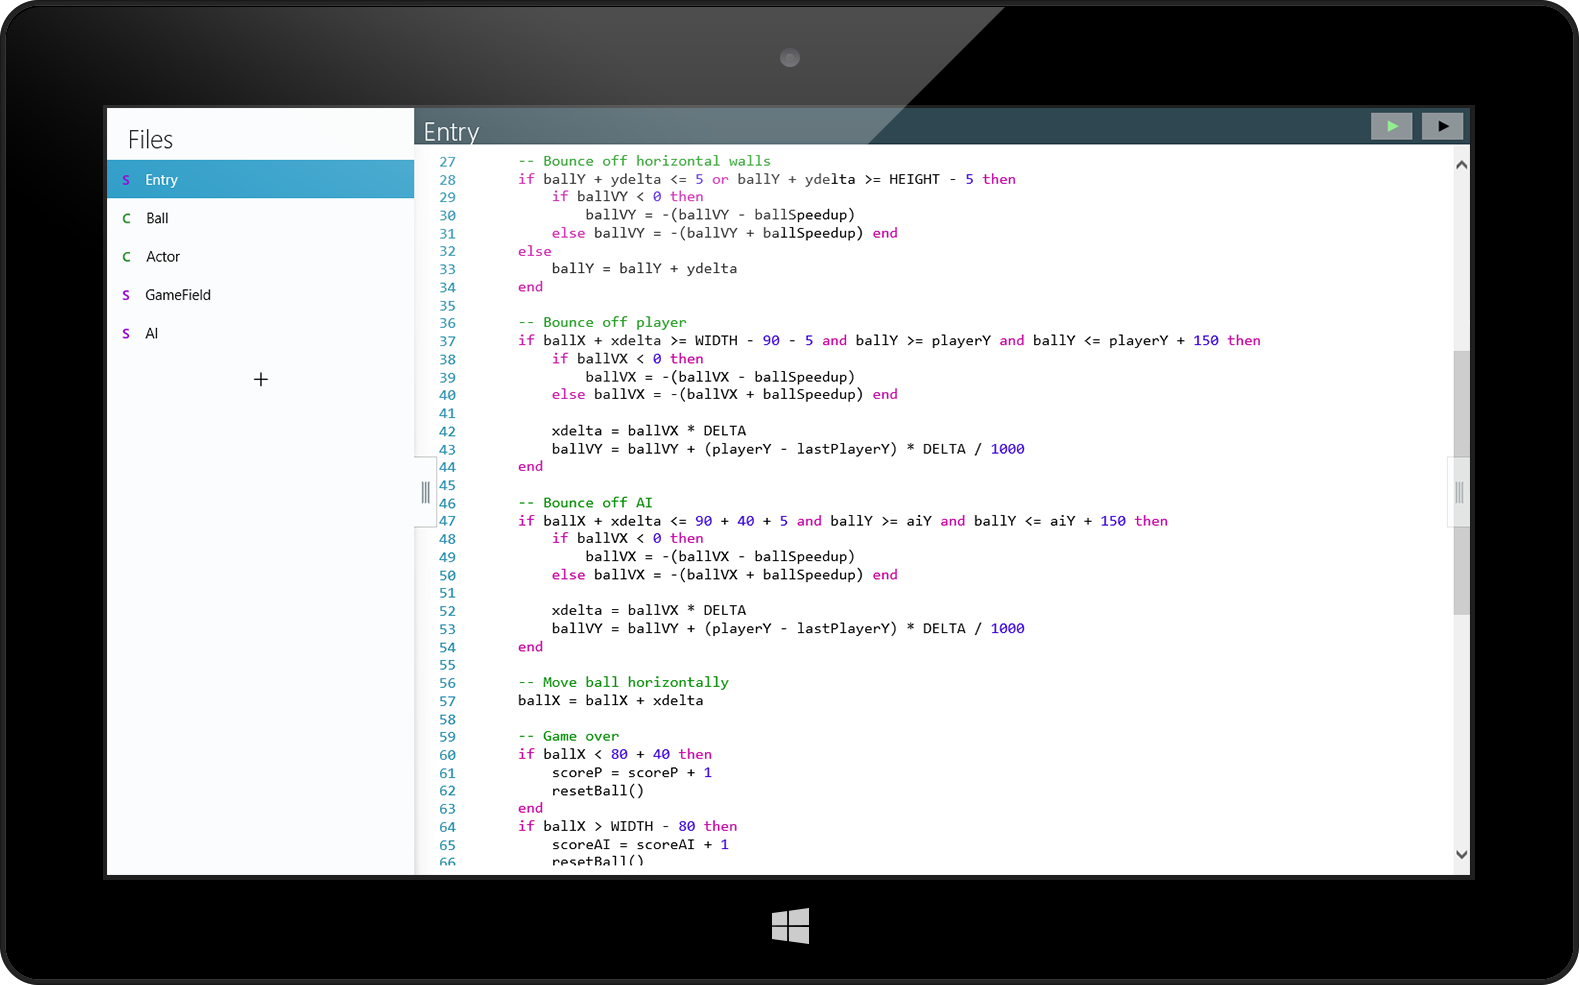 Files
S Entry
C Ball
C Actor
S GameField
S AI
+
Entry
27 -- Bounce off horizontal walls
28 if ballY + ydelta <= 5 or ballY + ydelta >= HEIGHT - 5 then
29 if ballVY < 0 then
30 ballVY = -(ballVY - ballSpeedup)
31 else ballVY = -(ballVY + ballSpeedup) end
32 else
33 ballY = ballY + ydelta
34 end
35
36 -- Bounce off player
37 if ballX + xdelta >= WIDTH - 90 - 5 and ballY >= playerY and ballY <= playerY + 150 then
38 if ballVX < 0 then
39 ballVX = -(ballVX - ballSpeedup)
40 else ballVX = -(ballVX + ballSpeedup) end
41
42 xdelta = ballVX * DELTA
43 ballVY = ballVY + (playerY - lastPlayerY) * DELTA / 1000
44 end
45
46 -- Bounce off AI
47 if ballX + xdelta <= 90 + 40 + 5 and ballY >= aiY and ballY <= aiY + 150 then
48 if ballVX < 0 then
49 ballVX = -(ballVX - ballSpeedup)
50 else ballVX = -(ballVX + ballSpeedup) end
51
52 xdelta = ballVX * DELTA
53 ballVY = ballVY + (playerY - lastPlayerY) * DELTA / 1000
54 end
55
56 -- Move ball horizontally
57 ballX = ballX + xdelta
58
59 -- Game over
60 if ballX < 80 + 40 then
61 scoreP = scoreP + 1
62 resetBall()
63 end
64 if ballX > WIDTH - 80 then
65 scoreAI = scoreAI + 1
66 resetBall()